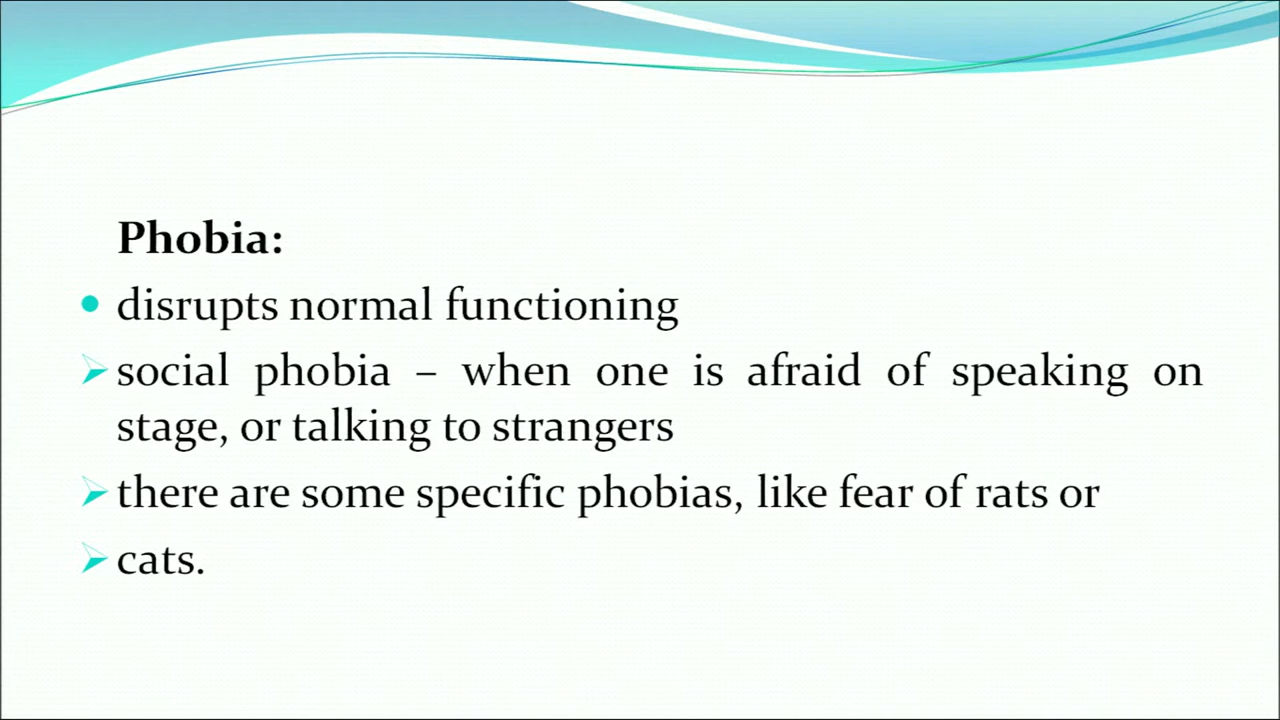 Phobia:
disrupts normal functioning
social phobia – when one is afraid of speaking on
stage, or talking to strangers
there are some specific phobias, like fear of rats or
cats.